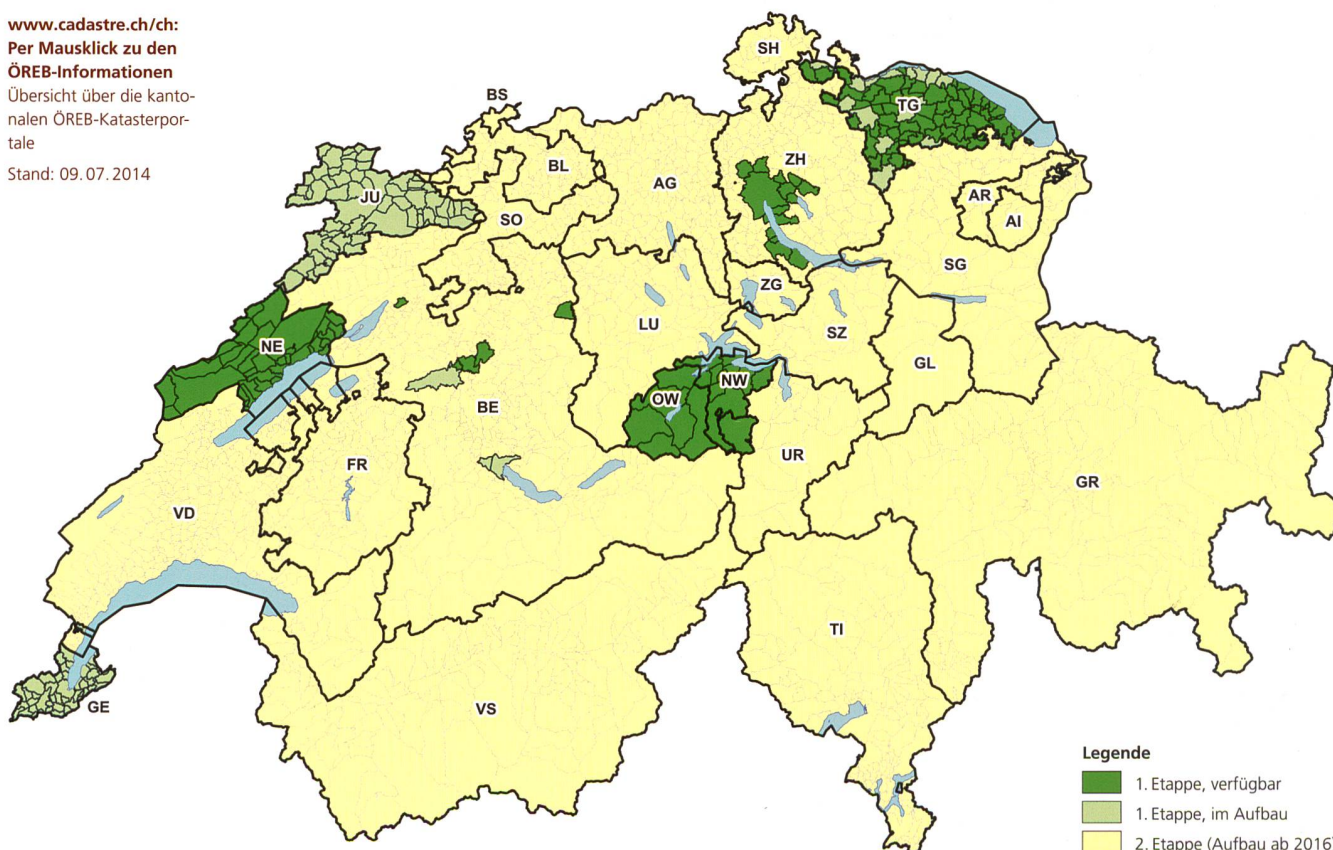 www.cadastre.ch/ch:
Per Mausklick zu den
ÖREB-Informationen
Übersicht über die kanto-
nalen ÖREB-Katasterpor-
tale
Stand: 09.07.2014
SH
BS
TG
BL
ZH
AG
JU
AR
AI
SO
SG
ZG
LU
SZ
NE
GL
NW
OW
BE
UR
FR
GR
VD
TI
VS
GE
Legende
1. Etappe, verfügbar
1. Etappe, im Aufbau
2. Etappe (Aufbau ab 2016)